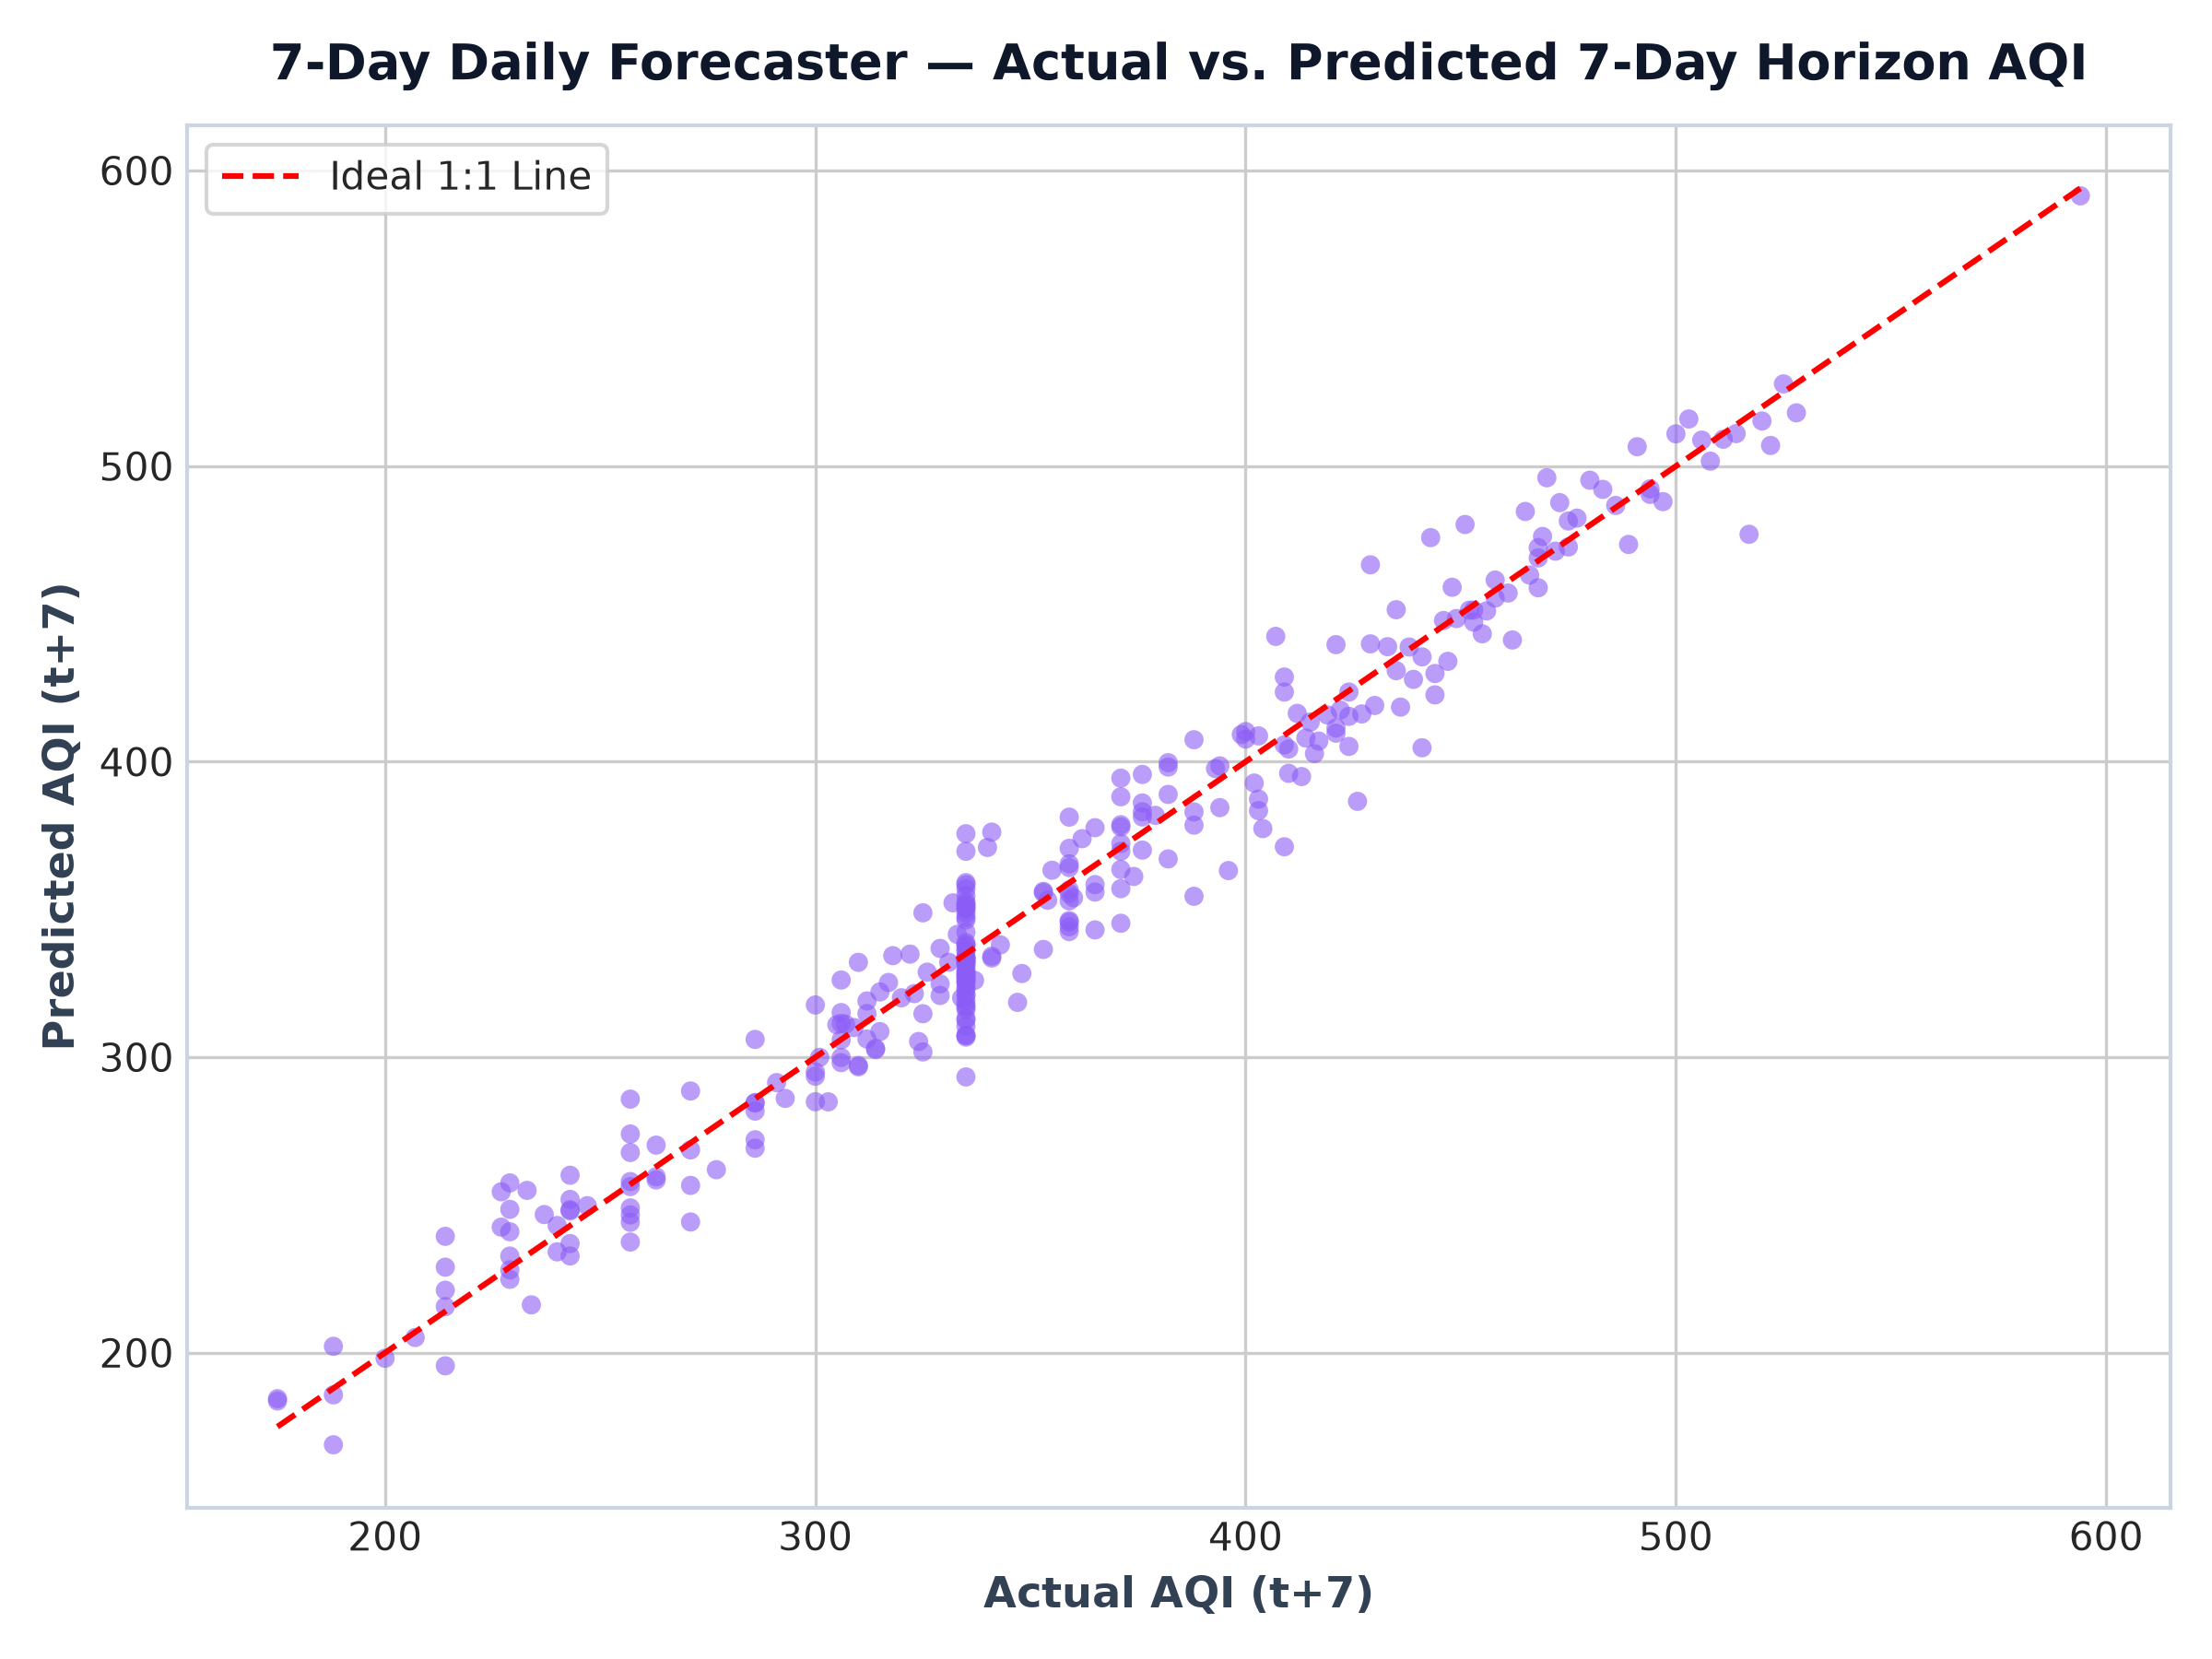 7-Day Daily Forecaster — Actual vs. Predicted 7-Day Horizon AQI
Ideal 1:1 Line
Predicted AQI (t+7)
600
500
400
300
200
200 300 400 500 600
Actual AQI (t+7)